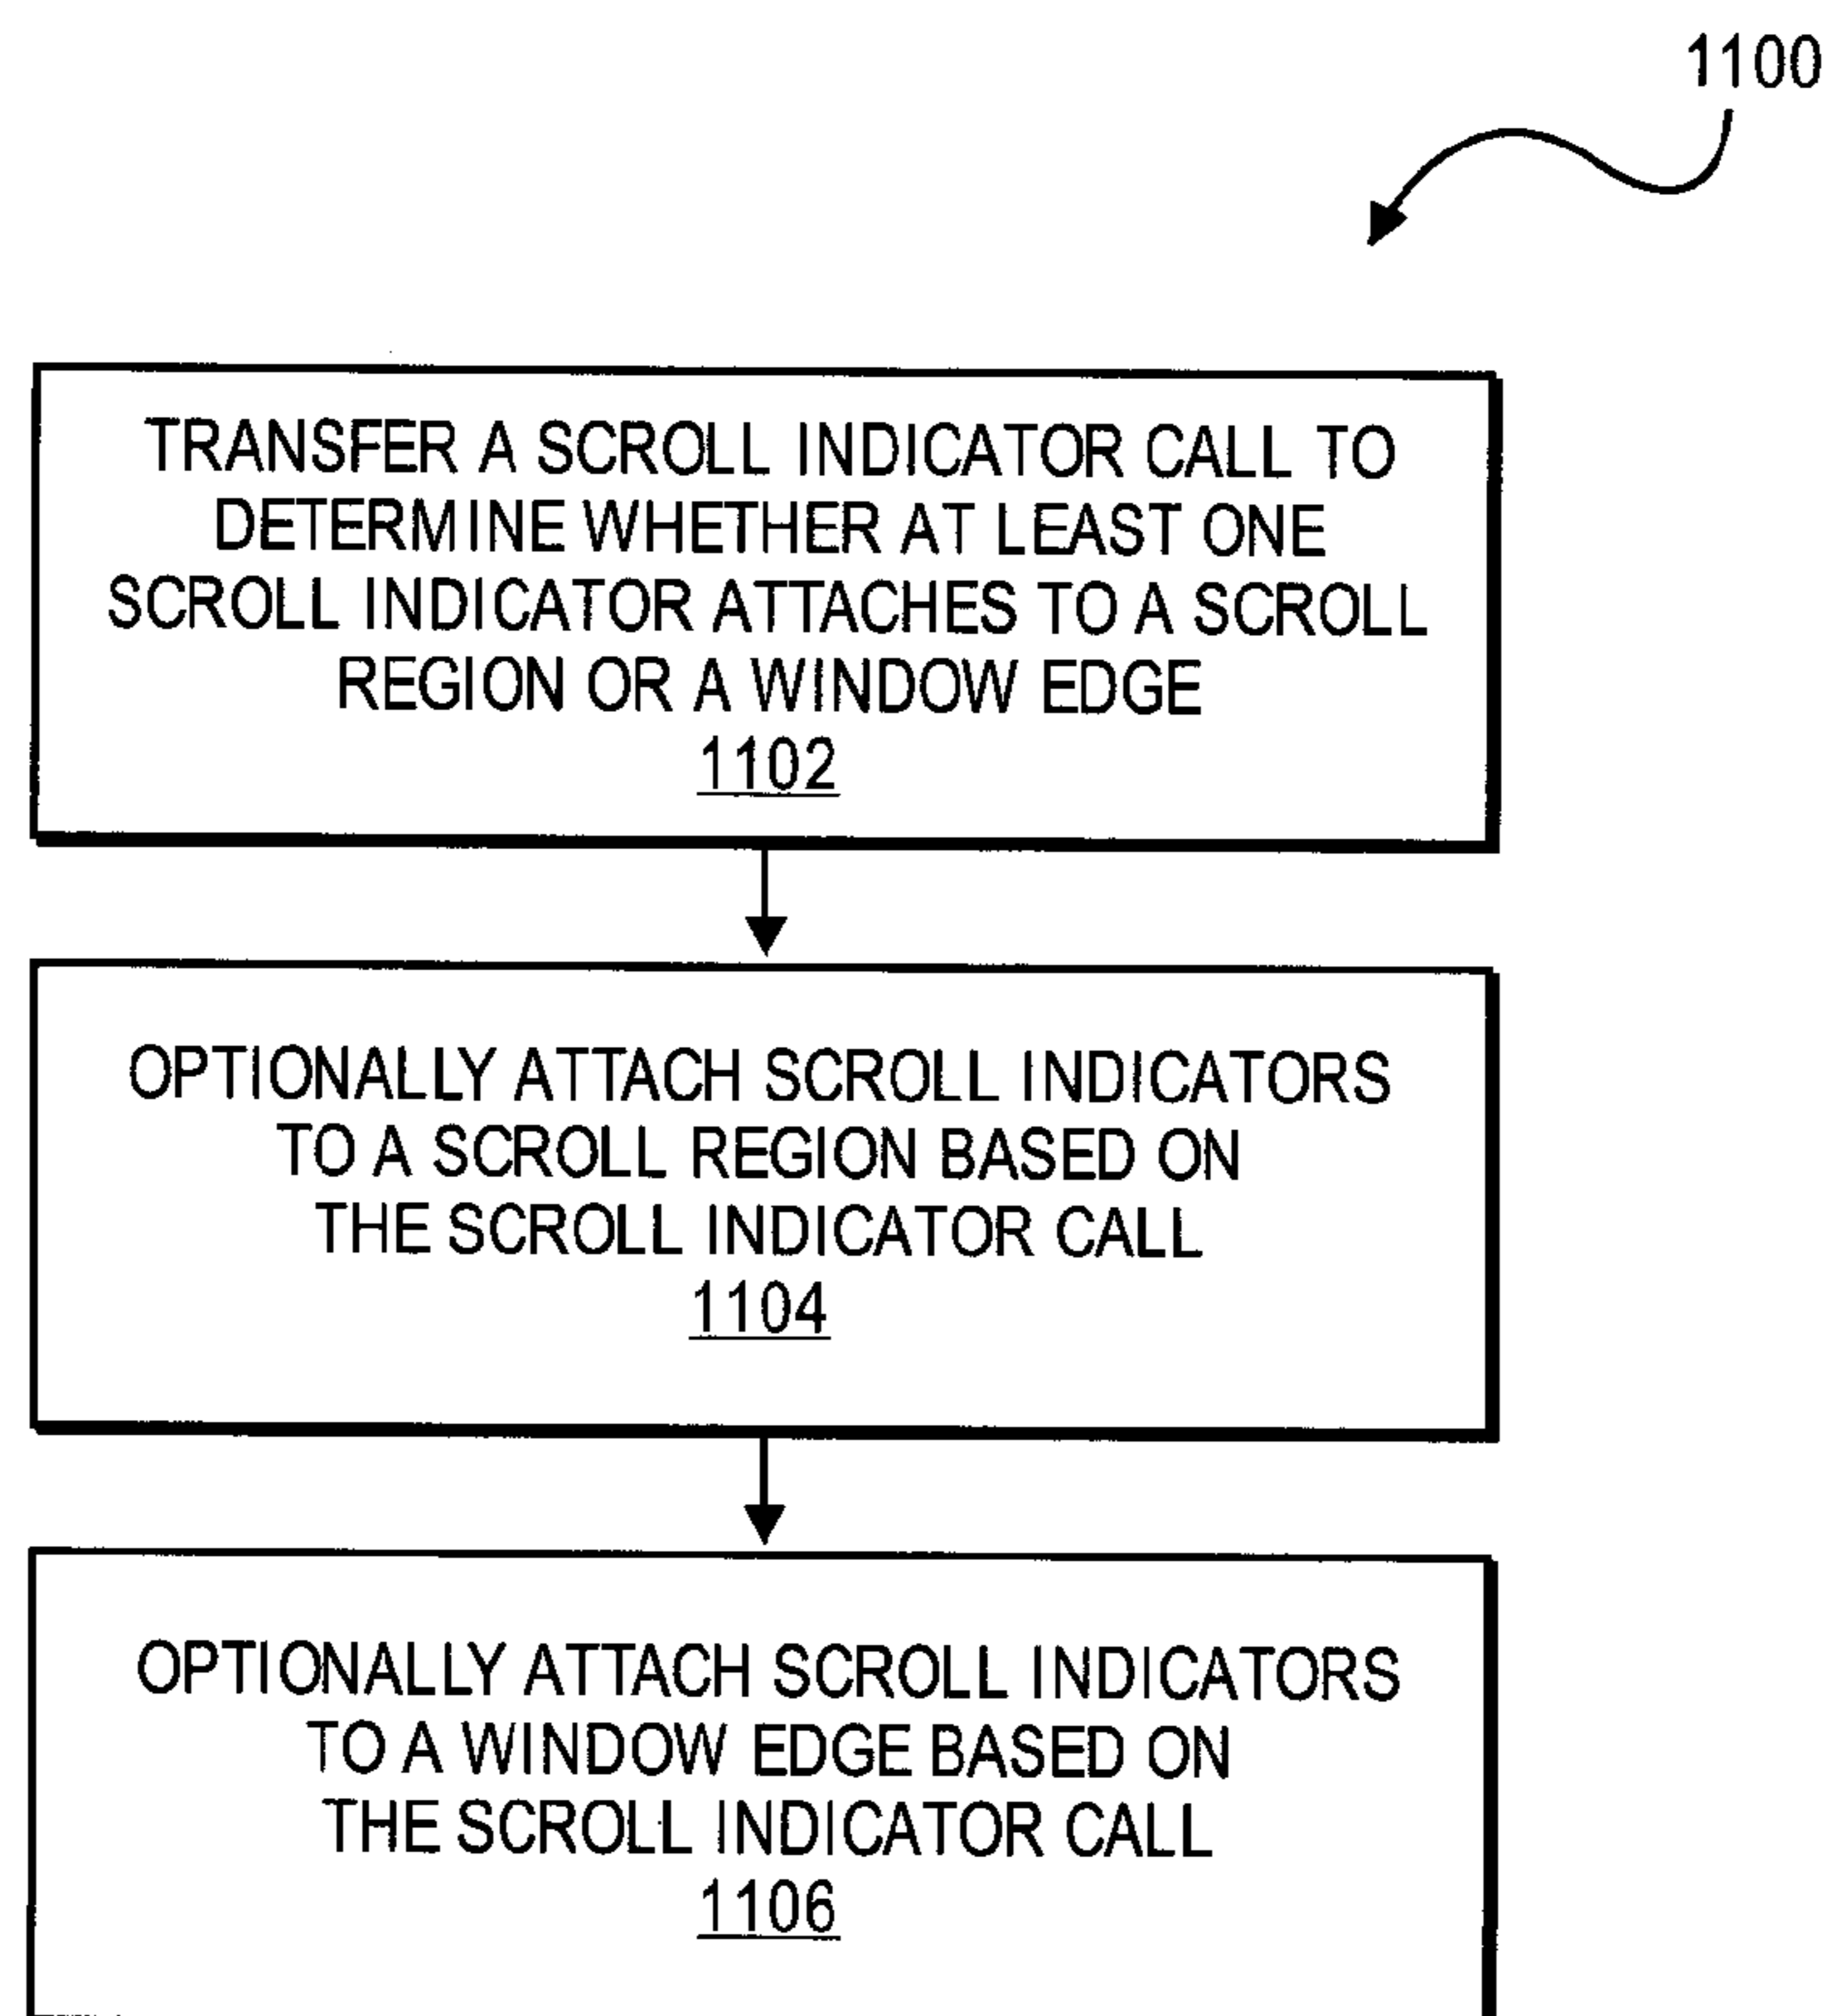 1100
TRANSFER A SCROLL INDICATOR CALL TO
DETERMINE WHETHER AT LEAST ONE
SCROLL INDICATOR ATTACHES TO A SCROLL
REGION OR A WINDOW EDGE
1102
OPTIONALLY ATTACH SCROLL INDICATORS
TO A SCROLL REGION BASED ON
THE SCROLL INDICATOR CALL
1104
OPTIONALLY ATTACH SCROLL INDICATORS
TO A WINDOW EDGE BASED ON
THE SCROLL INDICATOR CALL
1106